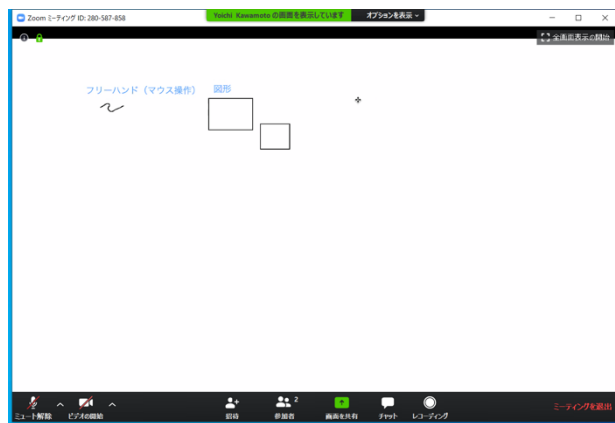 Zoom ミーティング ID: 280-587-858
Yoichi Kawamoto の画面を表示しています
オプションを表示
全画面表示の開始
フリーハンド（マウス操作） 図形
ミュート解除
ビデオの開始
招待
参加者 2
画面を共有
チャット
レコーディング
ミーティングを退出